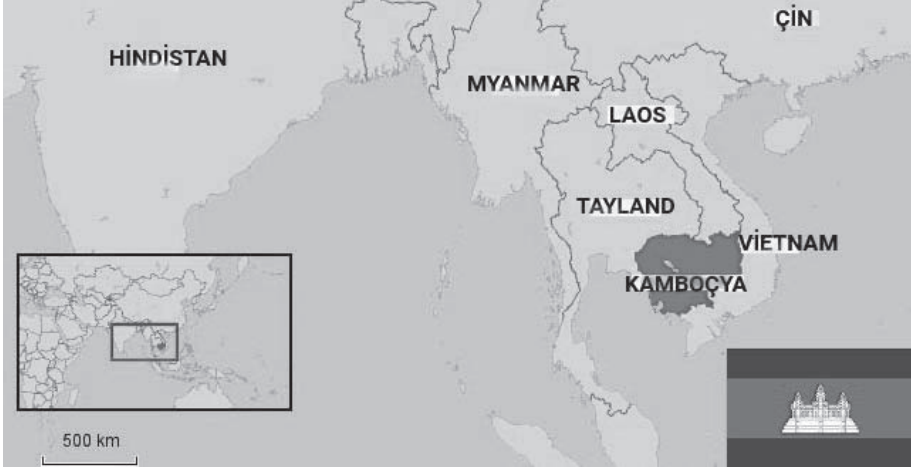 ÇİN
HİNDİSTAN
MYANMAR
LAOS
TAYLAND
VİETNAM
KAMBOÇYA
500 km